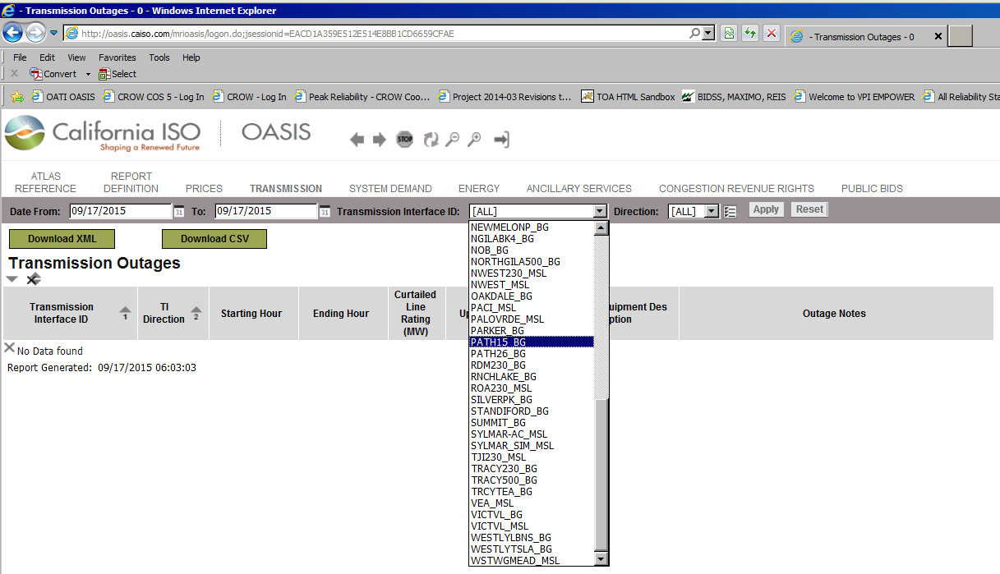 - Transmission Outages - 0 - Windows Internet Explorer
http://oasis.caiso.com/mrioasis/logon.do;jsessionid=EACD1A359E512E514E8BB1CD6659CFAE
- Transmission Outages - 0
File Edit View Favorites Tools Help
Convert Select
OATI OASIS CROW COS 5 - Log In CROW - Log In Peak Reliability - CROW Coo... Project 2014-03 Revisions t... TOA HTML Sandbox BIDSS, MAXIMO, REIS Welcome to VPI EMPOWER All Reliability Sta
California ISO
Shaping a Renewed Future
OASIS
STOP
ATLAS REFERENCE
REPORT DEFINITION
PRICES
TRANSMISSION
SYSTEM DEMAND
ENERGY
ANCILLARY SERVICES
CONGESTION REVENUE RIGHTS
PUBLIC BIDS
Date From: 09/17/2015 31 To: 09/17/2015 31 Transmission Interface ID: [ALL] Direction: [ALL] Apply Reset
Download XML Download CSV
Transmission Outages
Transmission
Interface ID
1
TI
Direction
2
Starting Hour
Ending Hour
Curtailed
Line
Rating
(MW)
Up
uipment Des
ption
Outage Notes
No Data found
Report Generated: 09/17/2015 06:03:03
NEWMELONP_BG
NGILABK4_BG
NOB_BG
NORTHGILA500_BG
NWEST230_MSL
NWEST_MSL
OAKDALE_BG
PACI_MSL
PALOVRDE_MSL
PARKER_BG
PATH15_BG
PATH26_BG
RDM230_BG
RNCHLAKE_BG
ROA230_MSL
SILVERPK_BG
STANDIFORD_BG
SUMMIT_BG
SYLMAR-AC_MSL
SYLMAR_SIM_MSL
TJI230_MSL
TRACY230_BG
TRACY500_BG
TRCYTEA_BG
VEA_MSL
VICTVL_BG
VICTVL_MSL
WESTLYLBNS_BG
WESTLYTSLA_BG
WSTWGMEAD_MSL